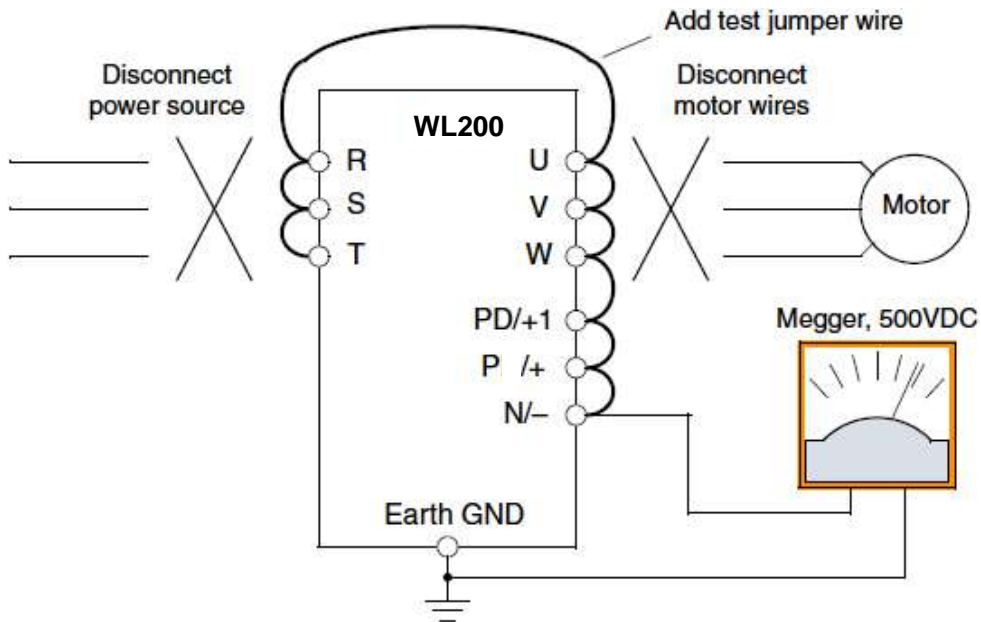 Add test jumper wire
Disconnect
power source
Disconnect
motor wires
WL200
R
U
S
V
Motor
T
W
PD/+1
Megger, 500VDC
P /+
N/–
Earth GND